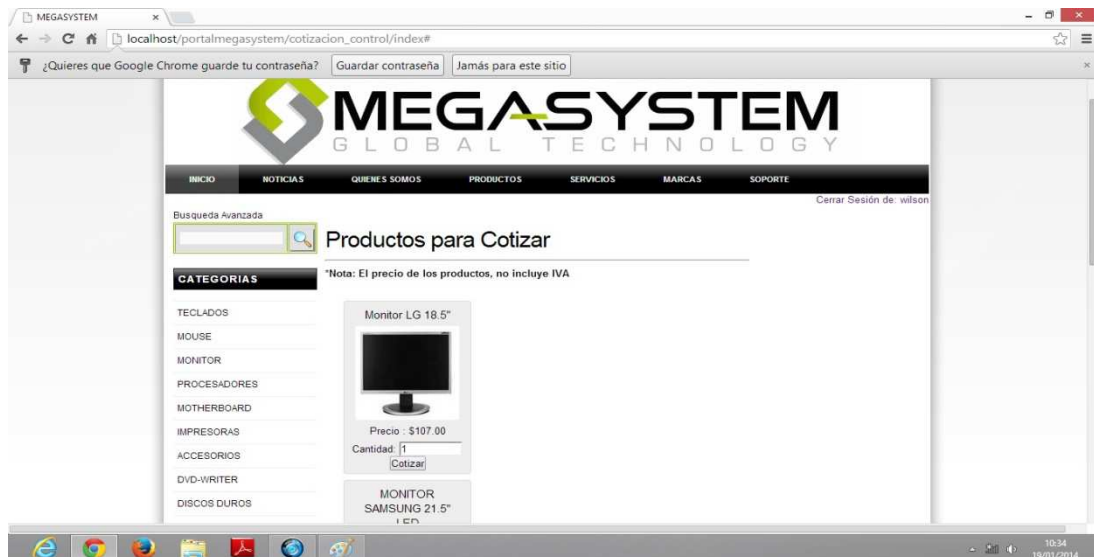 MEGASYSTEM
localhost/portalmegasystem/cotizacion_control/index#
¿Quieres que Google Chrome guarde tu contraseña? Guardar contraseña Jamás para este sitio
MEGASYSTEM
GLOBAL TECHNOLOGY
INICIO NOTICIAS QUIENES SOMOS PRODUCTOS SERVICIOS MARCAS SOPORTE
Cerrar Sesión de: wilson
Busqueda Avanzada
Productos para Cotizar
*Nota: El precio de los productos, no incluye IVA
CATEGORIAS
TECLADOS
MOUSE
MONITOR
PROCESADORES
MOTHERBOARD
IMPRESORAS
ACCESORIOS
DVD-WRITER
DISCOS DUROS
Monitor LG 18.5"
Precio : $107.00
Cantidad: 1
Cotizar
MONITOR
SAMSUNG 21.5"
LED
10:34
19/01/2014